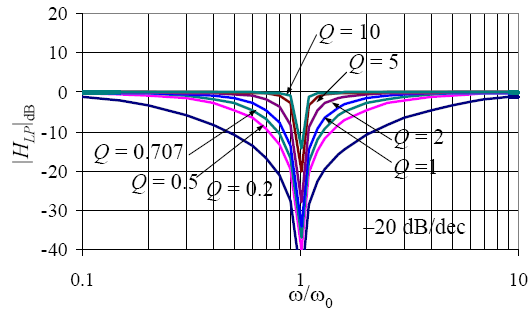 20
10
0
-10
-20
-30
-40
|H_LP|dB
Q = 10
Q = 5
Q = 2
Q =1
Q = 0.707
Q = 0.5
Q = 0.2
–20 dB/dec
0.1
1
10
ω/ω0